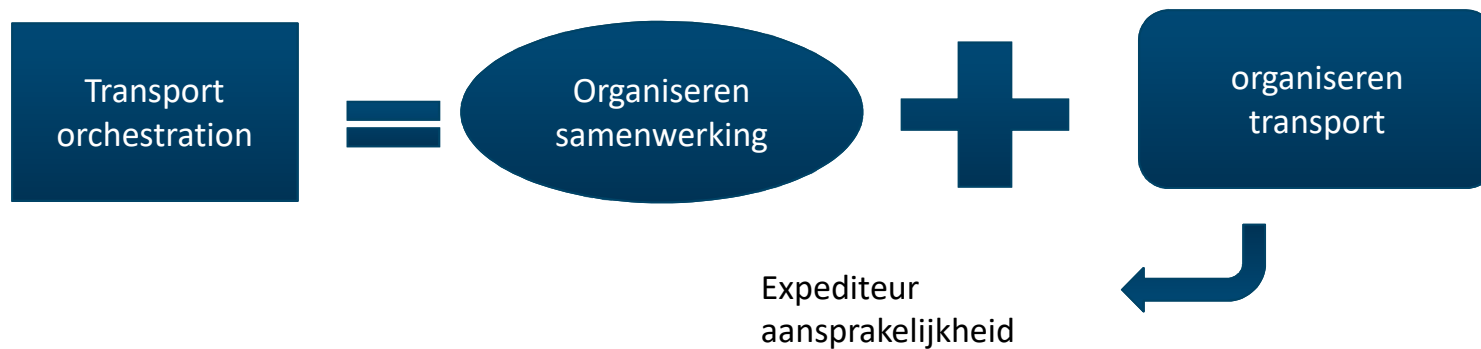 Transport
orchestration
Organiseren
samenwerking
organiseren
transport
Expediteur
aansprakelijkheid